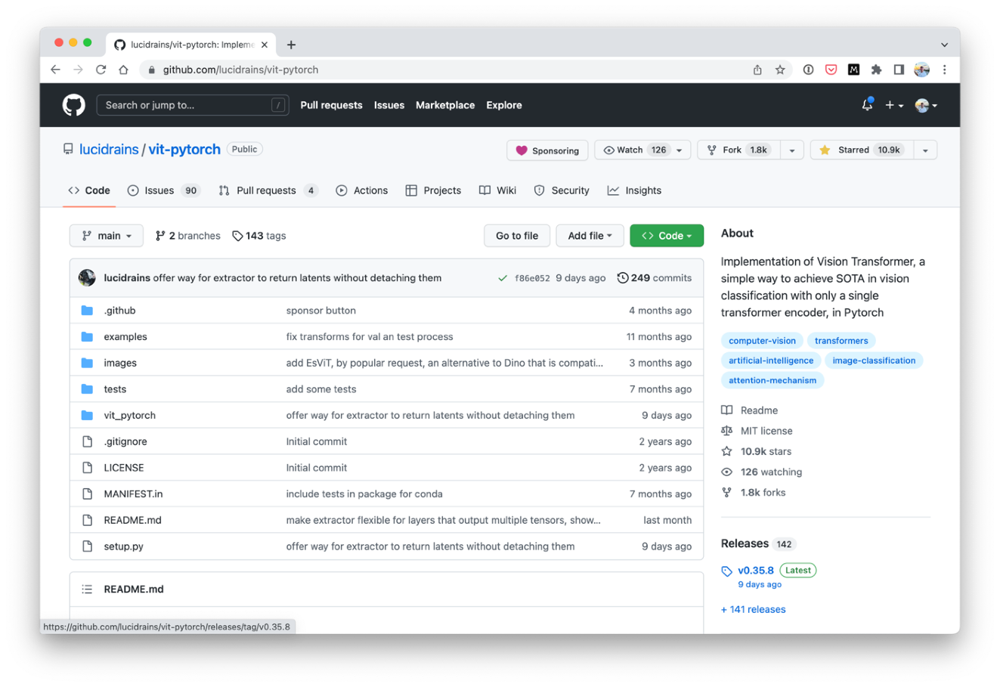 lucidrains/vit-pytorch: Impleme
github.com/lucidrains/vit-pytorch
Search or jump to... / Pull requests Issues Marketplace Explore
lucidrains / vit-pytorch Public Sponsoring Watch 126 Fork 1.8k Starred 10.9k
Code Issues 90 Pull requests 4 Actions Projects Wiki Security Insights
main 2 branches 143 tags Go to file Add file Code
lucidrains offer way for extractor to return latents without detaching them f86e052 9 days ago 249 commits
.github sponsor button 4 months ago
examples fix transforms for val an test process 11 months ago
images add EsViT, by popular request, an alternative to Dino that is compati... 3 months ago
tests add some tests 7 months ago
vit_pytorch offer way for extractor to return latents without detaching them 9 days ago
.gitignore Initial commit 2 years ago
LICENSE Initial commit 2 years ago
MANIFEST.in include tests in package for conda 7 months ago
README.md make extractor flexible for layers that output multiple tensors, show... last month
setup.py offer way for extractor to return latents without detaching them 9 days ago
README.md
About
Implementation of Vision Transformer, a
simple way to achieve SOTA in vision
classification with only a single
transformer encoder, in Pytorch
computer-vision transformers
artificial-intelligence image-classification
attention-mechanism
Readme
MIT license
10.9k stars
126 watching
1.8k forks
Releases 142
v0.35.8 Latest
9 days ago
+ 141 releases
https://github.com/lucidrains/vit-pytorch/releases/tag/v0.35.8